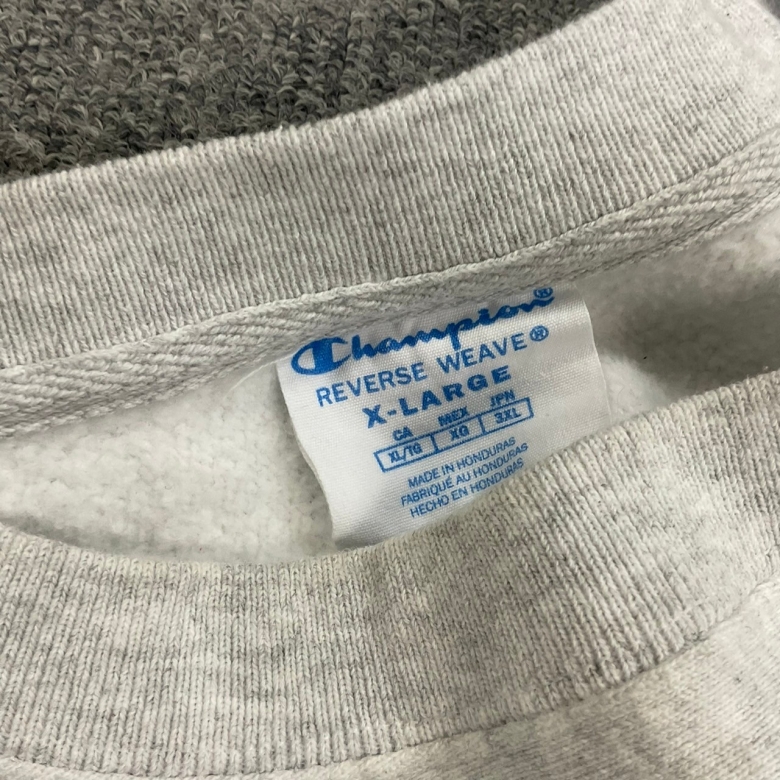 Champion®
REVERSE WEAVE®
X-LARGE
CA MEX JPN
XL/TG XG 3XL
MADE IN HONDURAS
FABRIQUÉ AU HONDURAS
HECHO EN HONDURAS